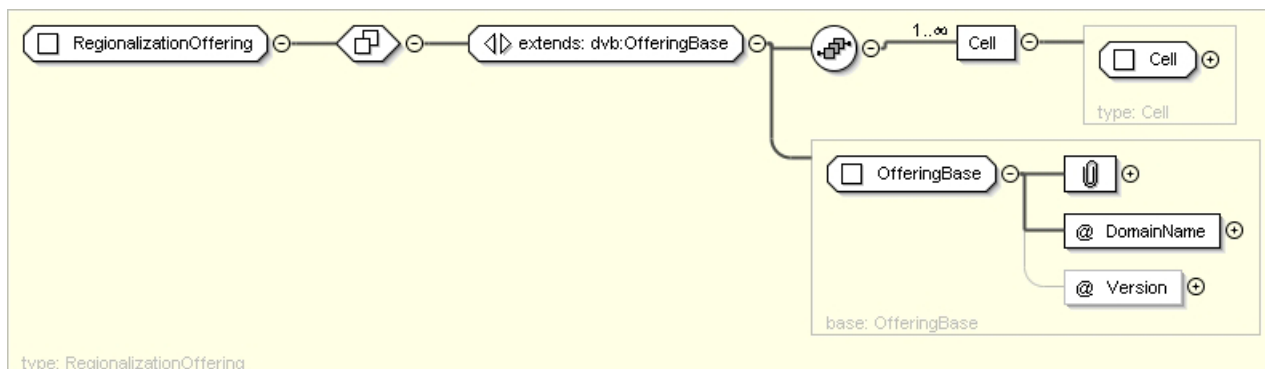 RegionalizationOffering
extends: dvb:OfferingBase
1..∞
Cell
Cell
type: Cell
OfferingBase
@ DomainName
@ Version
base: OfferingBase
type: RegionalizationOffering